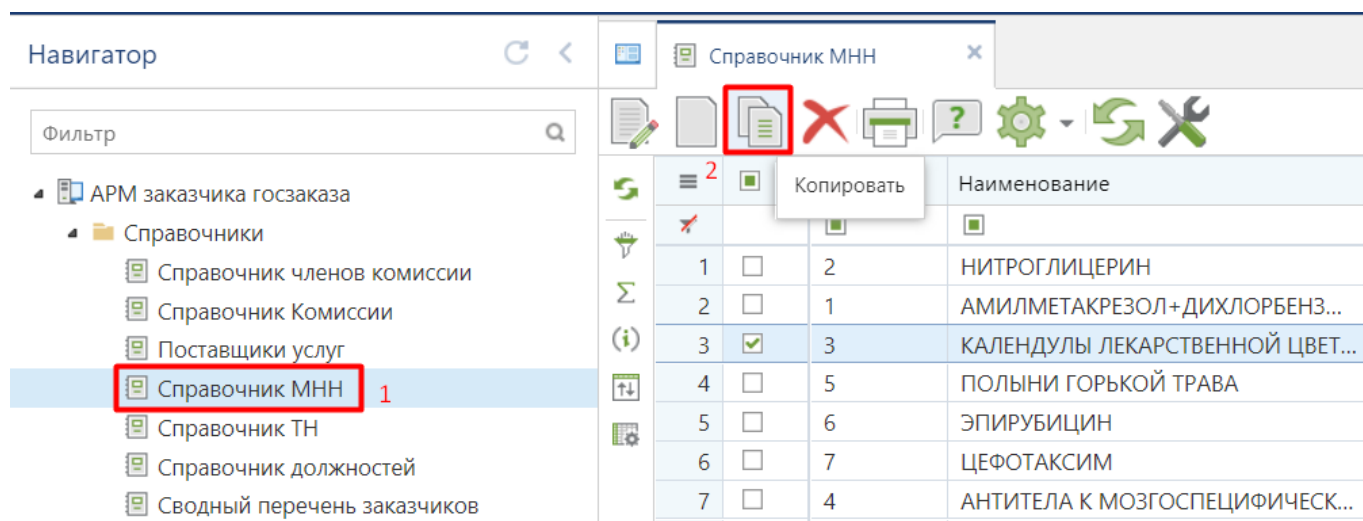 Навигатор
Справочник МНН
Фильтр
АРМ заказчика госзаказа
Справочники
Справочник членов комиссии
Справочник Комиссии
Поставщики услуг
Справочник МНН 1
Справочник ТН
Справочник должностей
Сводный перечень заказчиков
2 Копировать Наименование
1 2 НИТРОГЛИЦЕРИН
2 1 АМИЛМЕТАКРЕЗОЛ+ДИХЛОРБЕНЗ...
3 3 КАЛЕНДУЛЫ ЛЕКАРСТВЕННОЙ ЦВЕТ...
4 5 ПОЛЫНИ ГОРЬКОЙ ТРАВА
5 6 ЭПИРУБИЦИН
6 7 ЦЕФОТАКСИМ
7 4 АНТИТЕЛА К МОЗГОСПЕЦИФИЧЕСК...